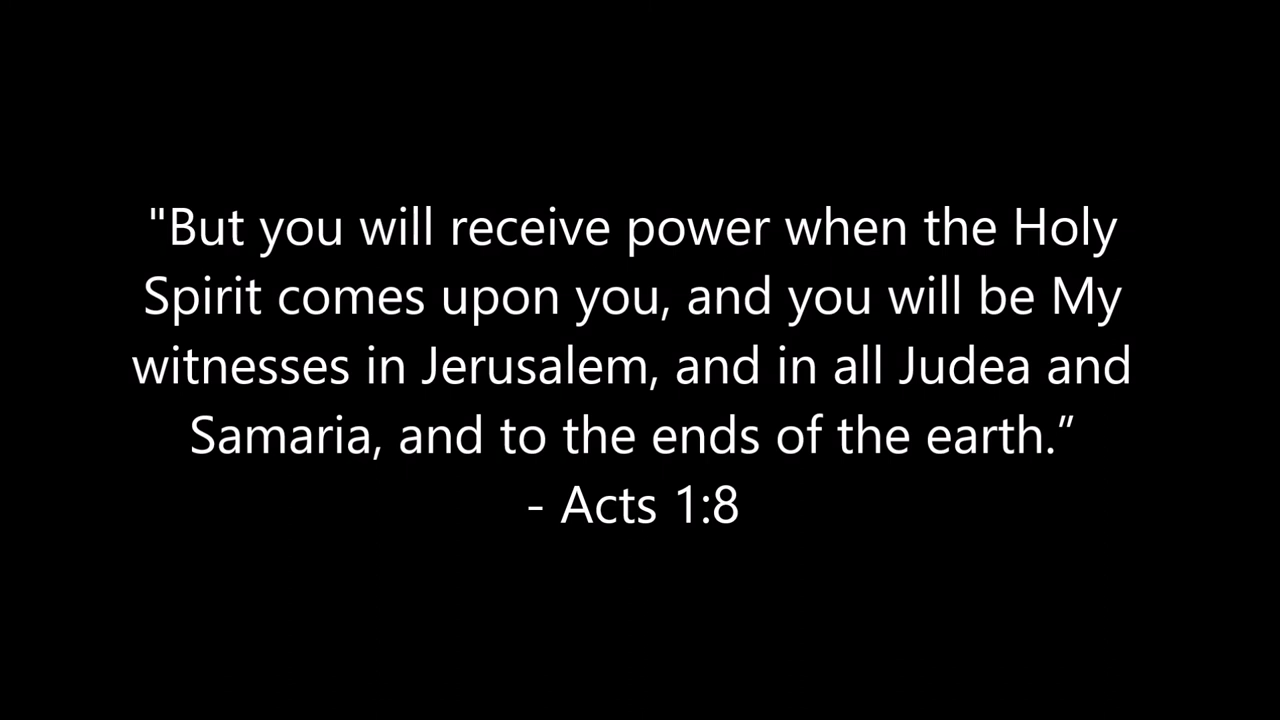 "But you will receive power when the Holy
Spirit comes upon you, and you will be My
witnesses in Jerusalem, and in all Judea and
Samaria, and to the ends of the earth.”
- Acts 1:8